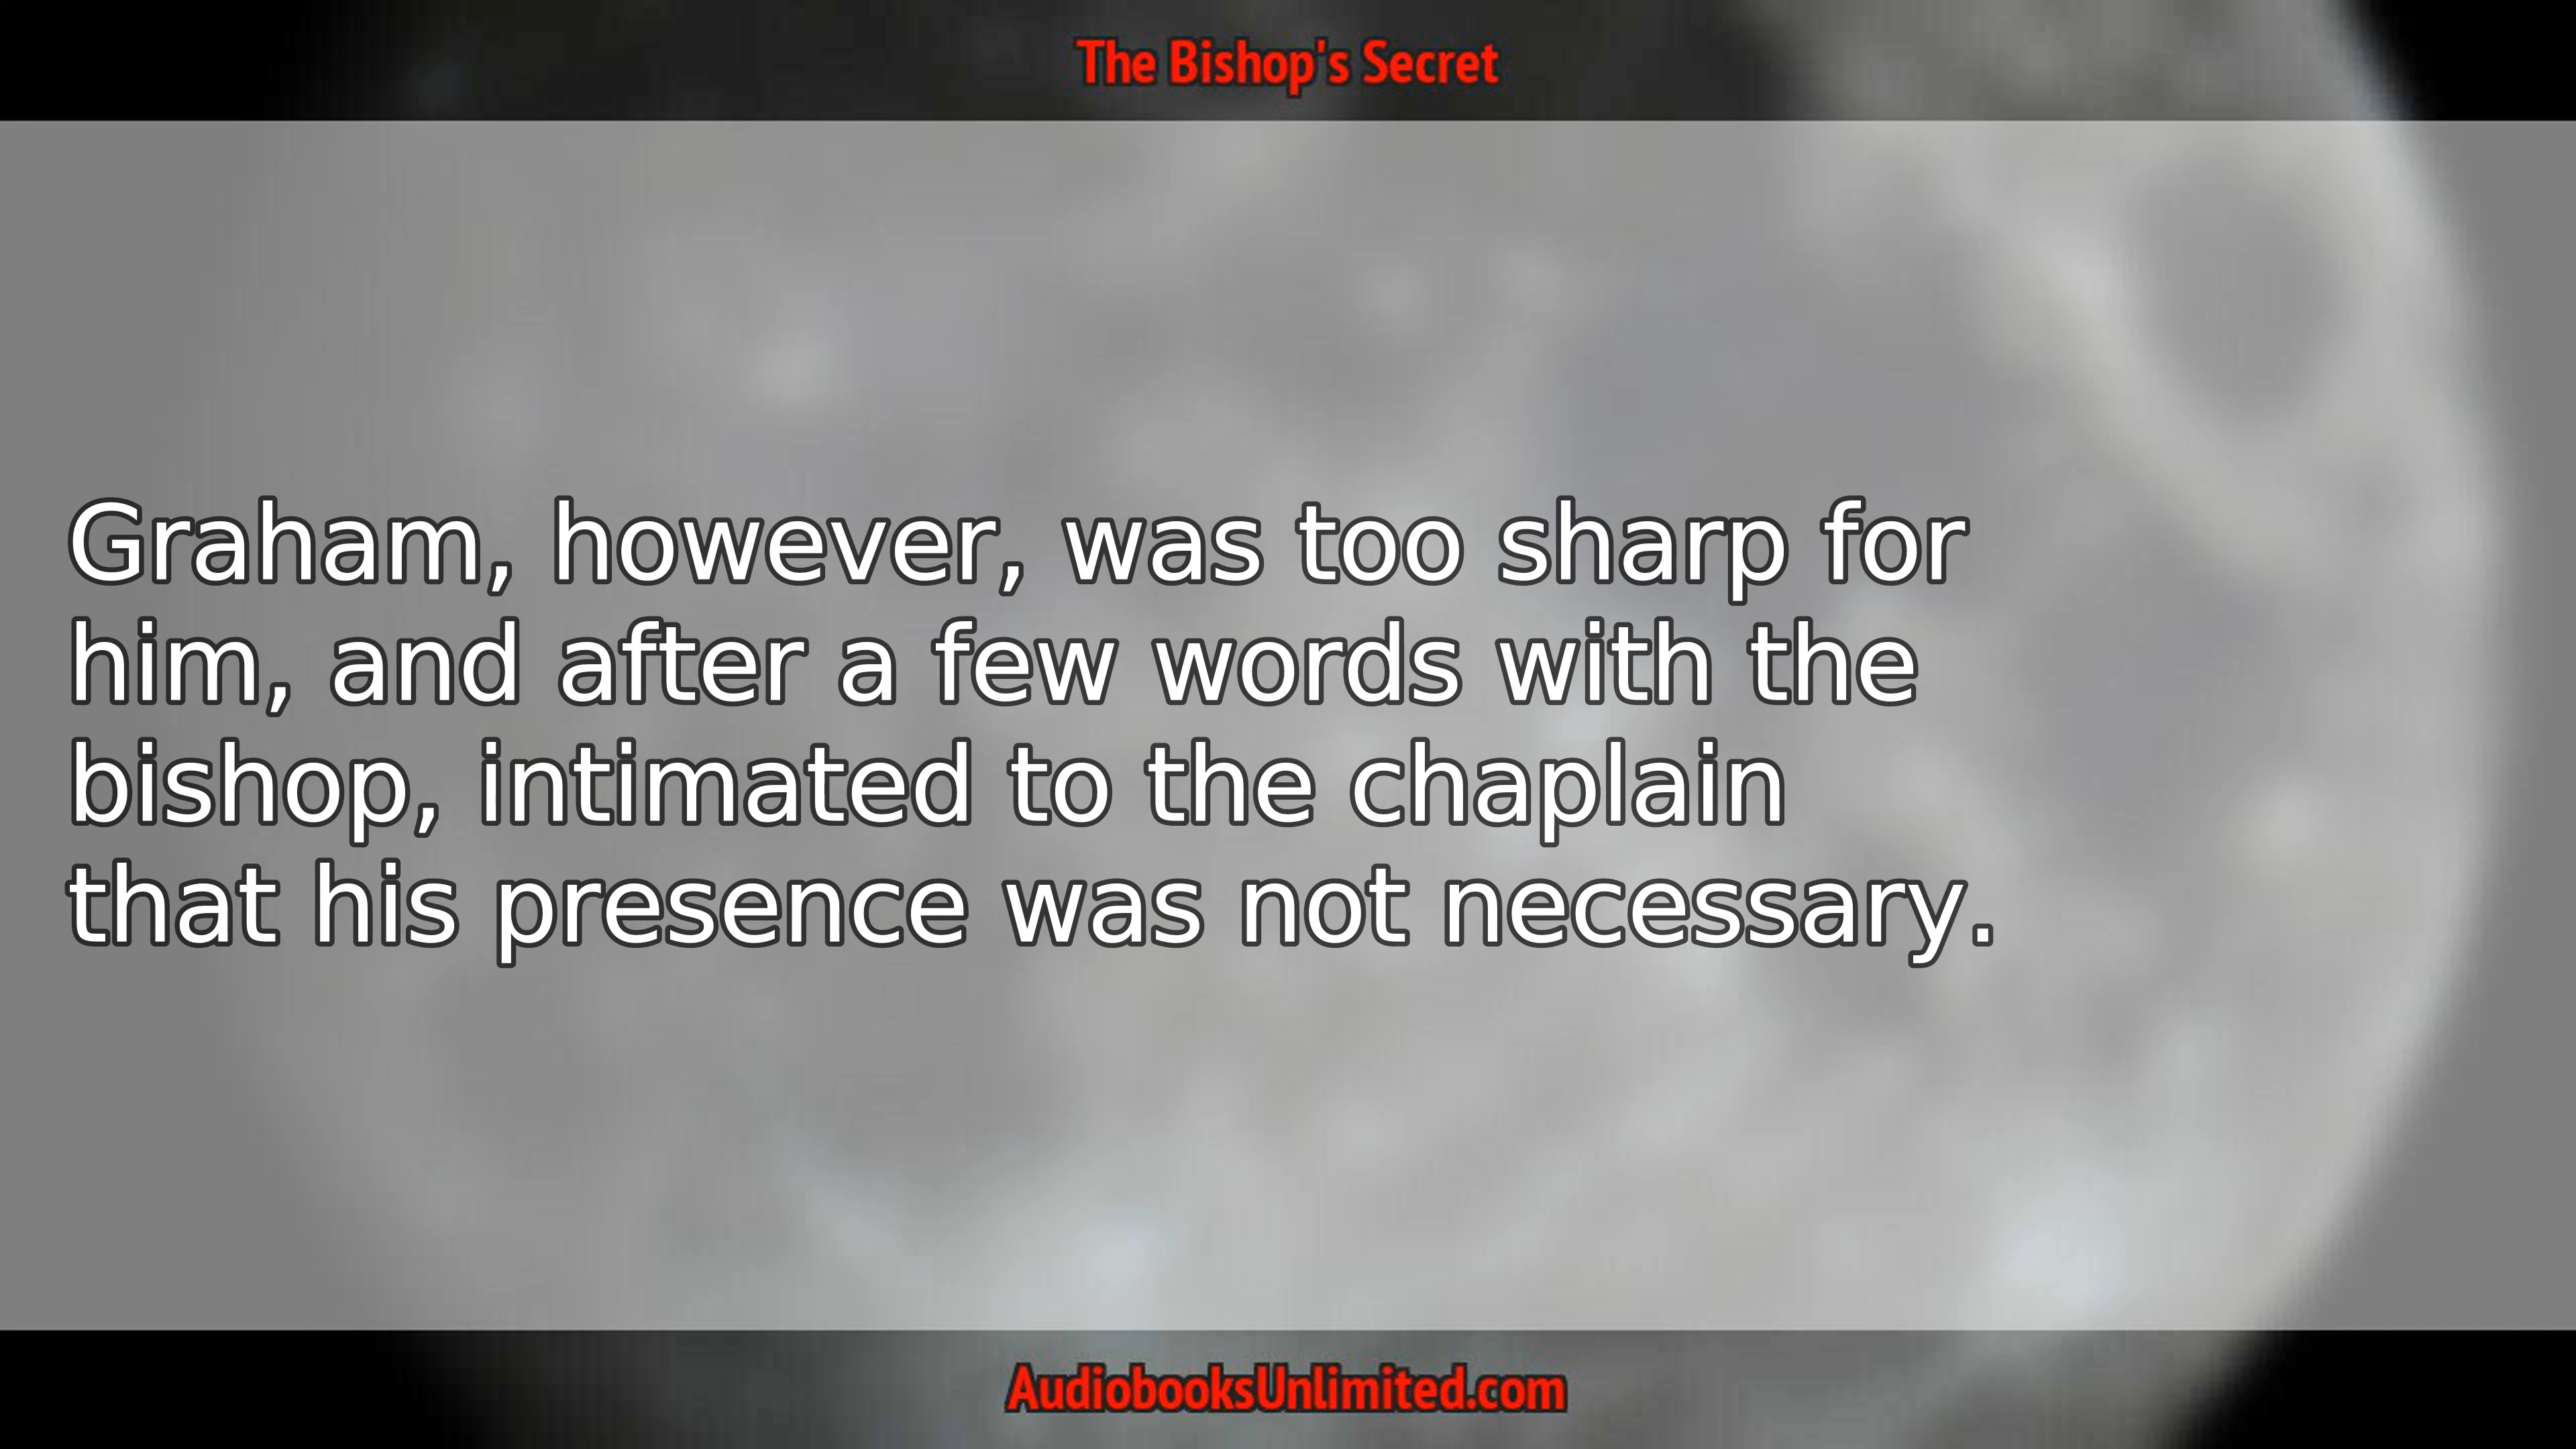 The Bishop's Secret
Graham, however, was too sharp for
him, and after a few words with the
bishop, intimated to the chaplain
that his presence was not necessary.
AudiobooksUnlimited.com